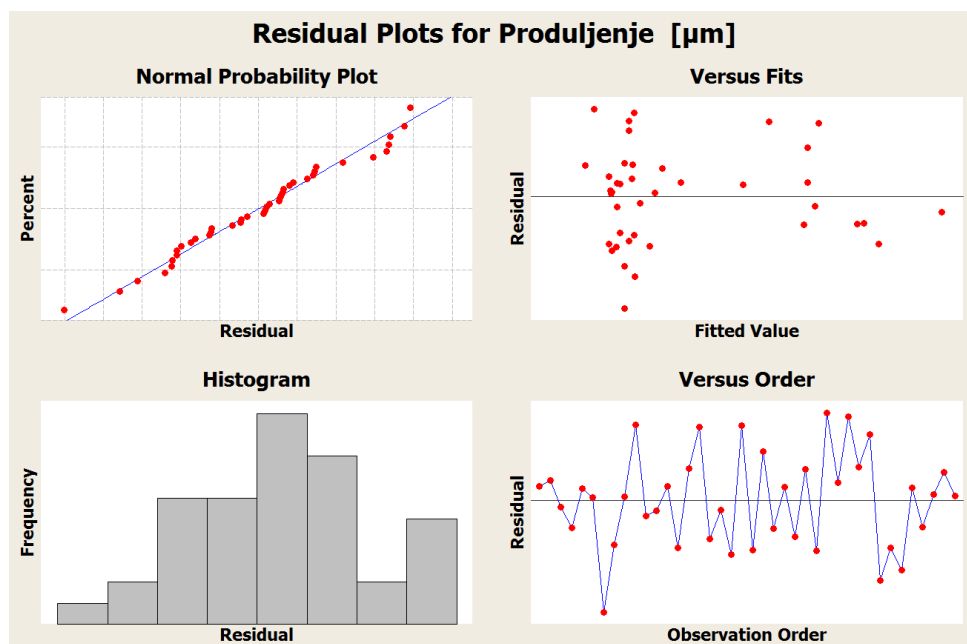 Residual Plots for Produljenje [µm]
Normal Probability Plot
Percent
Residual
Versus Fits
Residual
Fitted Value
Histogram
Frequency
Residual
Versus Order
Residual
Observation Order